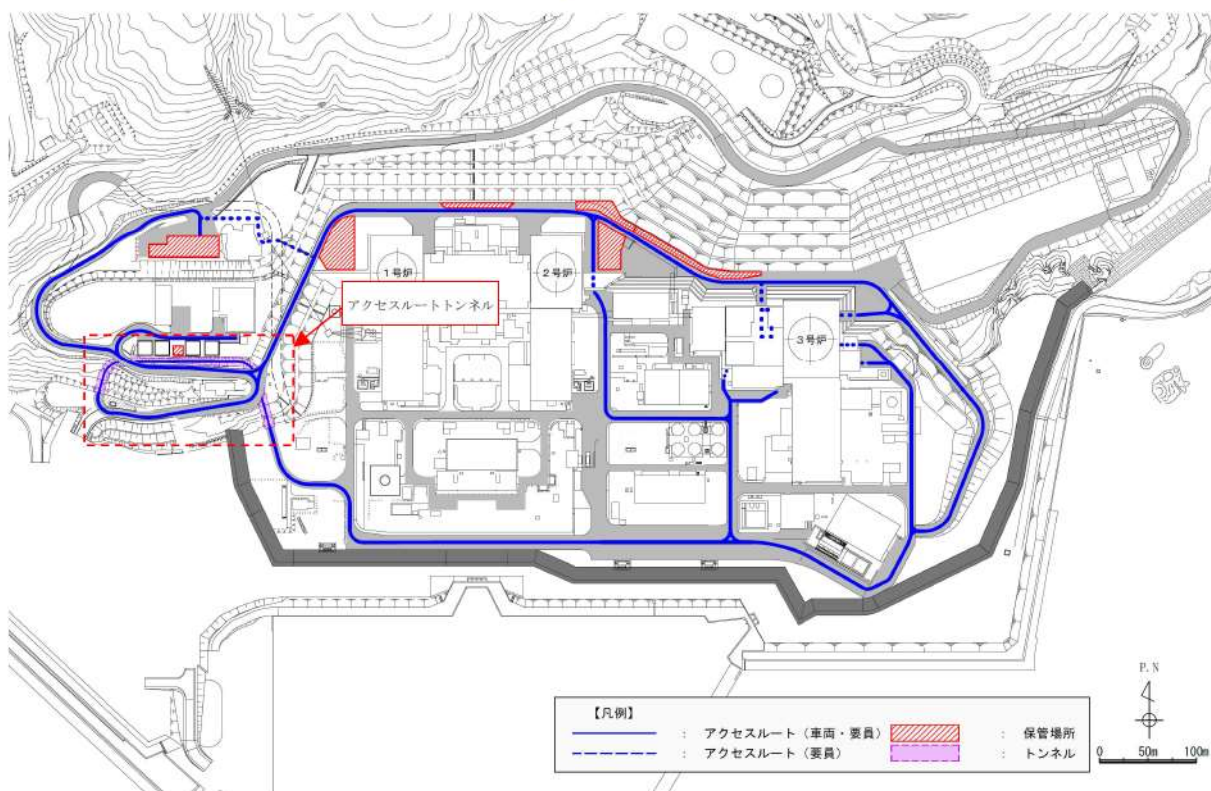 1号炉
2号炉
アクセスルートトンネル
3号炉
P.N
【凡例】
: アクセスルート（車両・要員） : 保管場所
: アクセスルート（要員） : トンネル
0 50m 100m